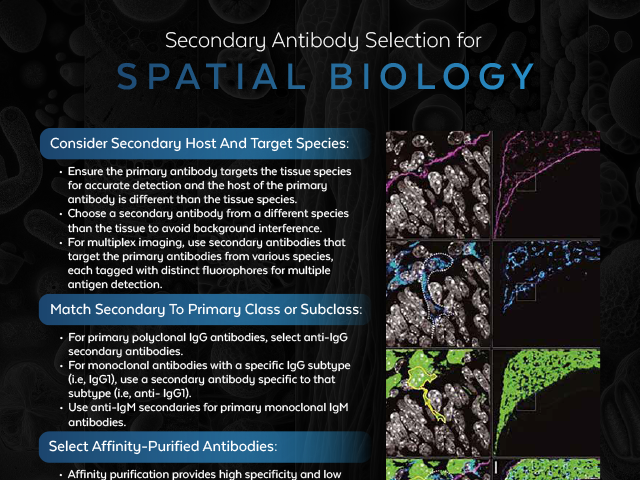 Secondary Antibody Selection for
SPATIAL BIOLOGY
Consider Secondary Host And Target Species:
· Ensure the primary antibody targets the tissue species
for accurate detection and the host of the primary
antibody is different than the tissue species.
· Choose a secondary antibody from a different species
than the tissue to avoid background interference.
· For multiplex imaging, use secondary antibodies that
target the primary antibodies from various species,
each tagged with distinct fluorophores for multiple
antigen detection.
Match Secondary To Primary Class or Subclass:
· For primary polyclonal IgG antibodies, select anti-IgG
secondary antibodies.
· For monoclonal antibodies with a specific IgG subtype
(i.e, IgG1), use a secondary antibody specific to that
subtype (i.e, anti- IgG1).
· Use anti-IgM secondaries for primary monoclonal IgM
antibodies.
Select Affinity-Purified Antibodies:
· Affinity purification provides high specificity and low